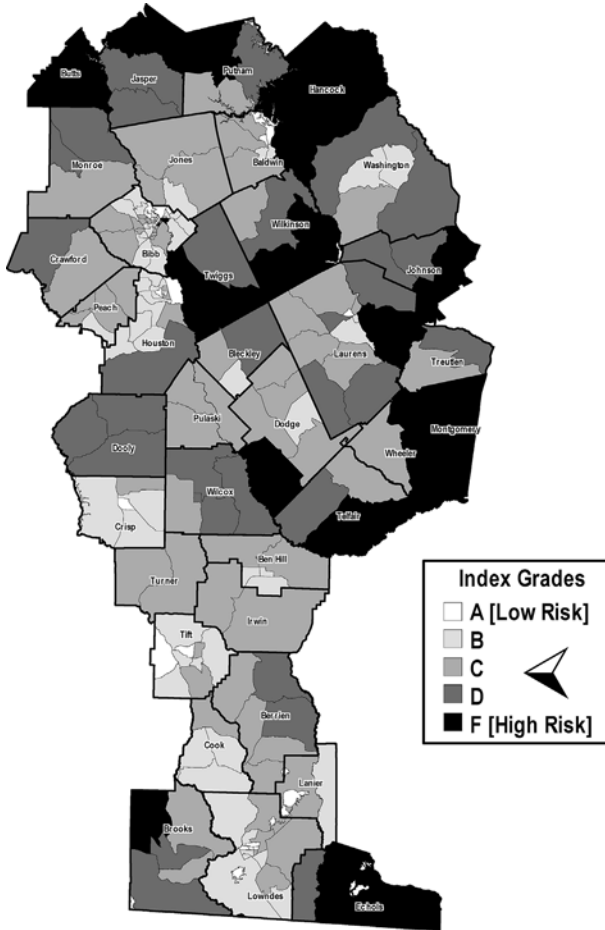 Butts
Jasper
Putnam
Hancock
Monroe
Jones
Baldwin
Washington
Bibb
Wilkinson
Crawford
Twiggs
Johnson
Peach
Houston
Bleckley
Laurens
Treutlen
Pulaski
Dodge
Montgomery
Dooly
Wheeler
Wilcox
Telfair
Crisp
Ben Hill
Turner
Irwin
Tift
Berrien
Cook
Lanier
Brooks
Lowndes
Echols
Index Grades
A [Low Risk]
B
C
D
F [High Risk]